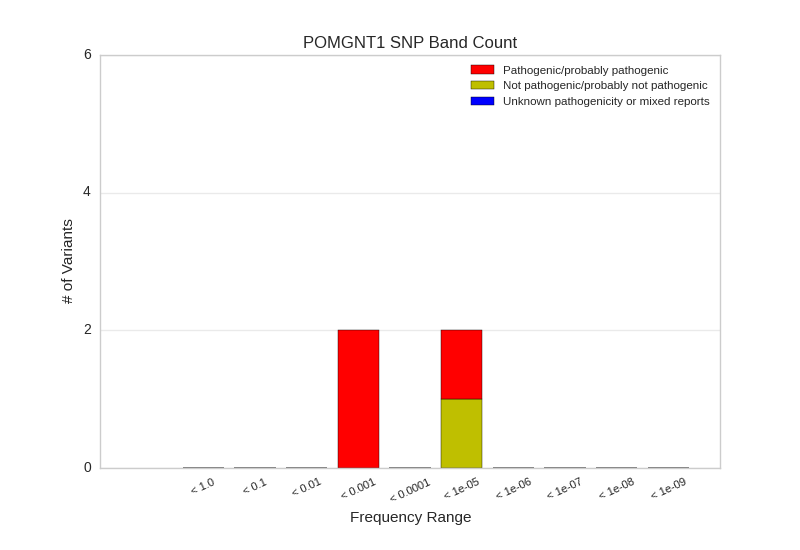 POMGNT1 SNP Band Count
Pathogenic/probably pathogenic
Not pathogenic/probably not pathogenic
Unknown pathogenicity or mixed reports
# of Variants
6
4
2
0
< 1.0 < 0.1 < 0.01 < 0.001 < 0.0001 < 1e-05 < 1e-06 < 1e-07 < 1e-08 < 1e-09
Frequency Range